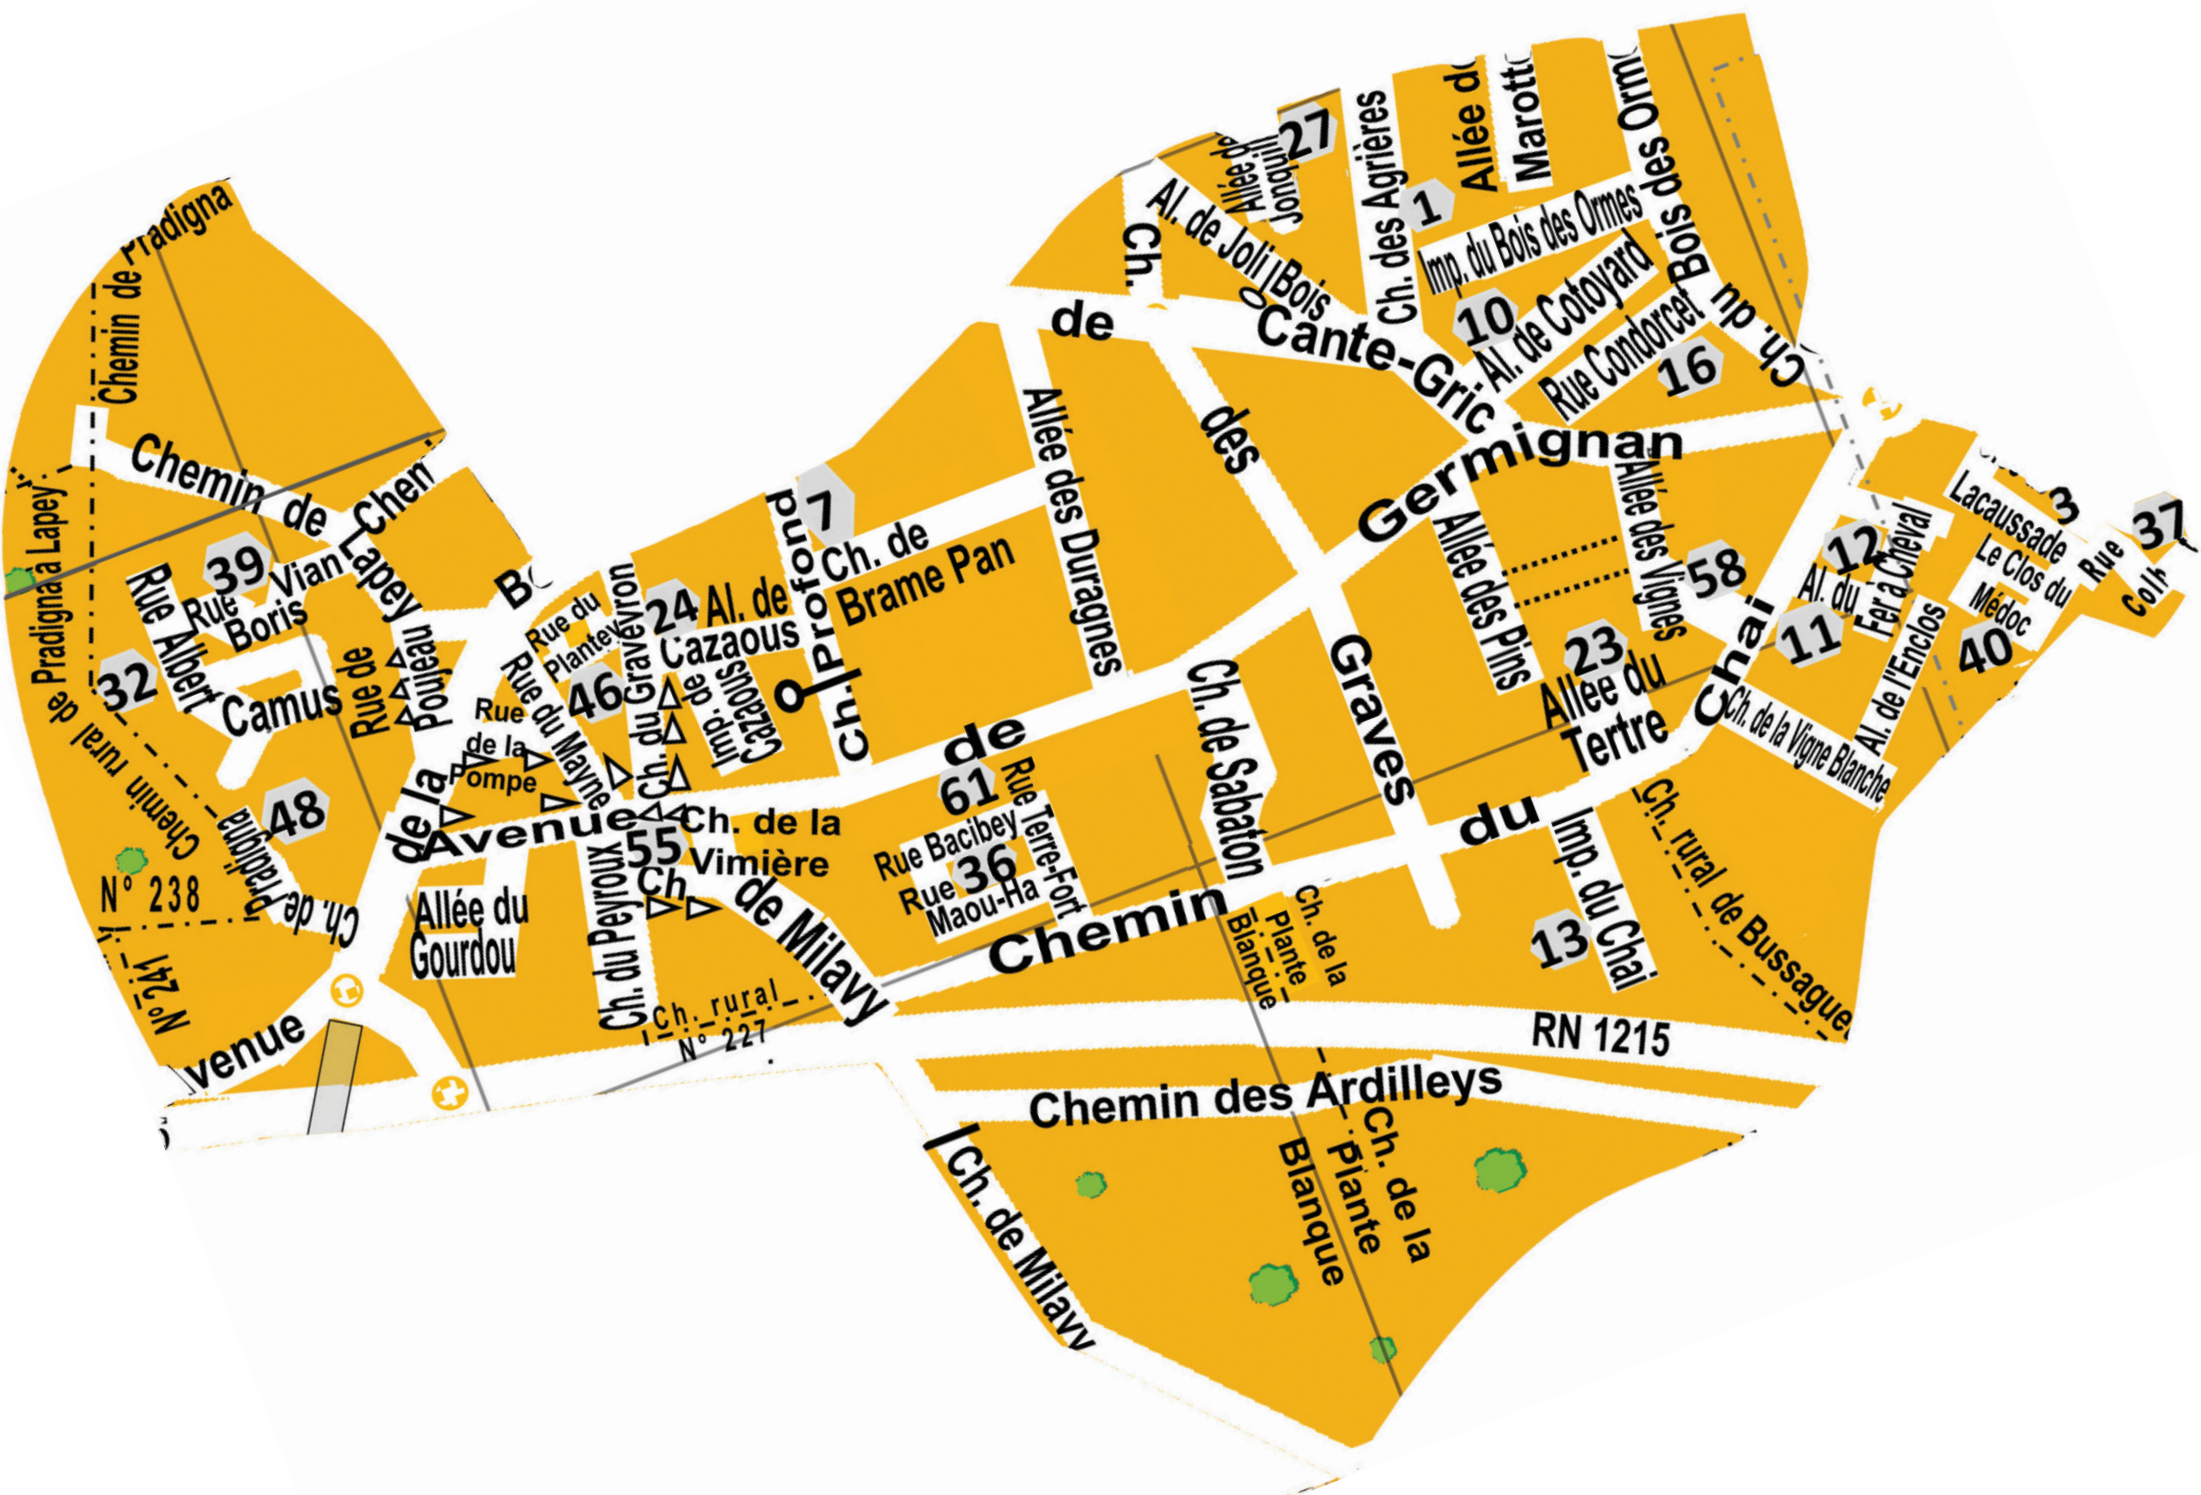 Chemin de Pradigna
Chemin rural de Pradigna à Lapey
Chemin de Lapey
Chem
39
Rue
Boris
Vian
Rue Albert
Camus
32
48
Rue de
Poujeau
N° 238
N° 241
Ch. de Pradigna
venue
de la
Rue
de la
Pompe
Rue du
Plantey
Rue du Mayne
46
Ch. du Graveyron
24
Al. de
Cazaous
Imp. de
Cazaous
Ch. Profond
7
Ch. de
Brame Pan
Allée des Duragnes
Avenue de Germignan
55
Ch. de la
Vimière
Ch.
de Milavy
Allée du
Gourdou
Ch. du Peyroux
Ch. rural
N° 227
61
Rue Terre-Fort
Rue Bacibey
36
Rue
Maou-Ha
Ch. de Sabaton
Ch.
des
Graves
de
Cante-Gric
Al. de Joli Bois
Allée de
Jonquill
27
Ch. des Agrières
1
Allée d
Marott
Imp. du Bois des Ormes
10
Al. de Cotoyard
Rue Condorcet
16
Ch. du Bois des Orm
Allée des Pins
Allée des Vignes
58
23
Allée du
Tertre
Chemin du Chai
12
Al. du
Fer à Cheval
11
Al. de l'Enclos
Ch. de la Vigne Blanche
Lacaussade
3
Le Clos du
Médoc
40
Rue
37
Imp. du Chai
13
Ch. rural de Bussague
Ch. de la
Plante
Blanque
RN 1215
Chemin des Ardilleys
Ch. de la
Plante
Blanque
Ch. de Milavy